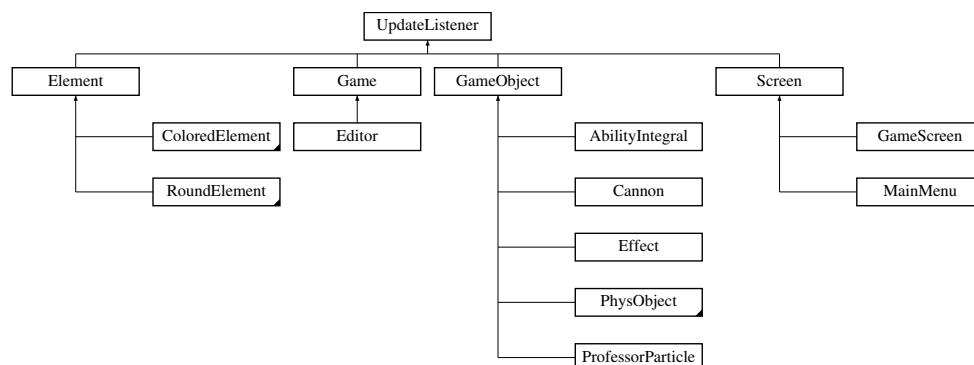 UpdateListener
Element
Game
GameObject
Screen
ColoredElement
Editor
AbilityIntegral
GameScreen
RoundElement
Cannon
MainMenu
Effect
PhysObject
ProfessorParticle